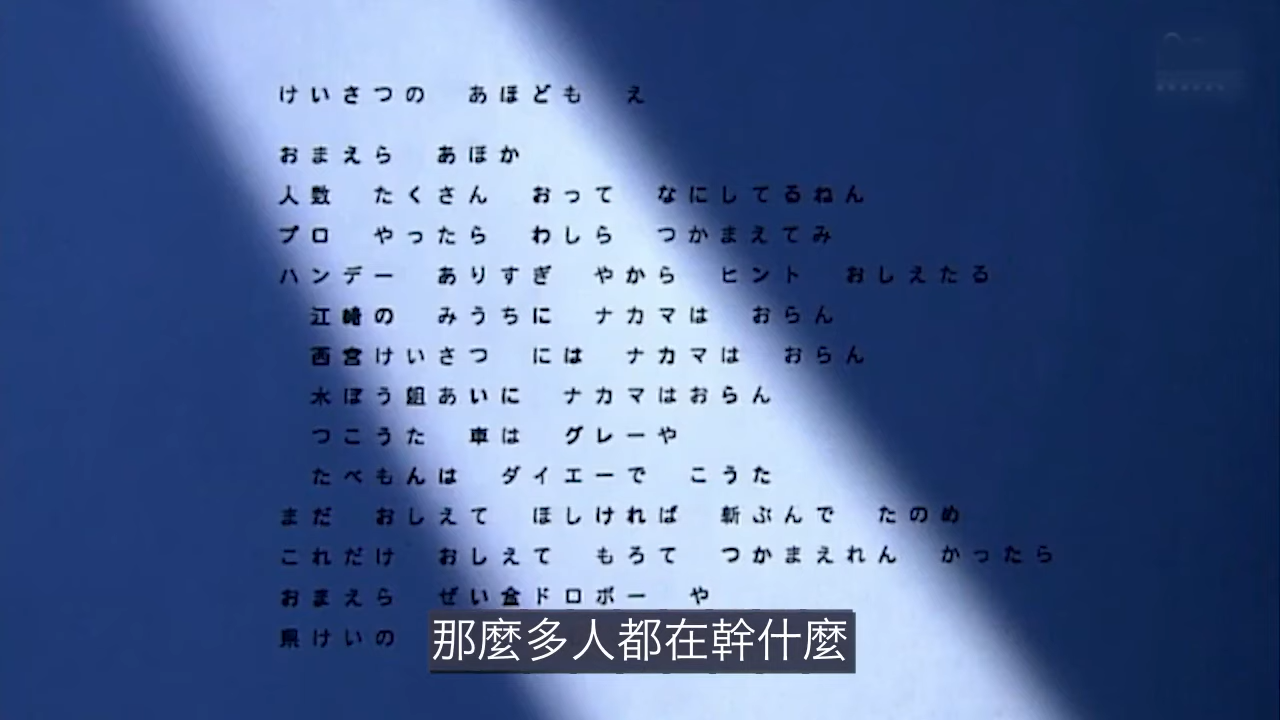 けいさつの　あほども　え
おまえら　あほか
人数　たくさん　おって　なにしてるねん
プロ　やったら　わしら　つかまえてみ
ハンデー　ありすぎ　やから　ヒント　おしえたる
江崎の　みうちに　ナカマは　おらん
西宮けいさつ　には　ナカマは　おらん
水ぼう組あいに　ナカマはおらん
つこうた　車は　グレーや
たべもんは　ダイエーで　こうた
まだ　おしえて　ほしければ　新ぶんで　たのめ
これだけ　おしえて　もろて　つかまえれん　かったら
おまえら　ぜい金ドロボー　や
県けいの
那麼多人都在幹什麼